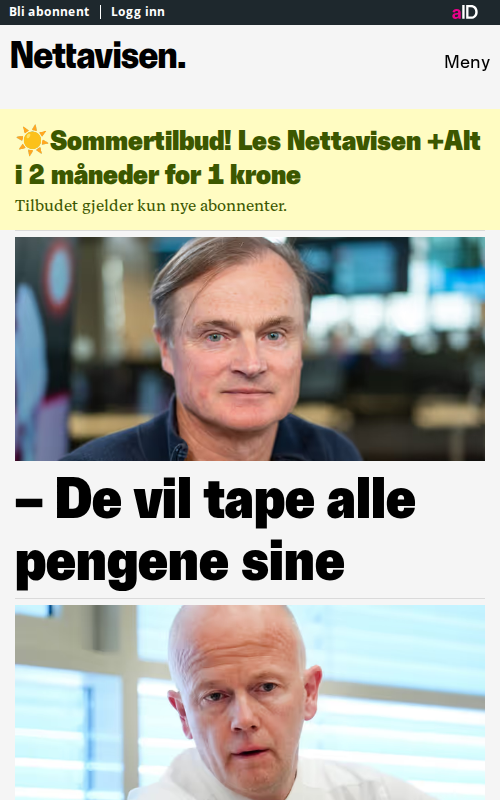 Bli abonnent | Logg inn
aID
Nettavisen.
Meny
☀️Sommertilbud! Les Nettavisen +Alt
i 2 måneder for 1 krone
Tilbudet gjelder kun nye abonnenter.
– De vil tape alle
pengene sine